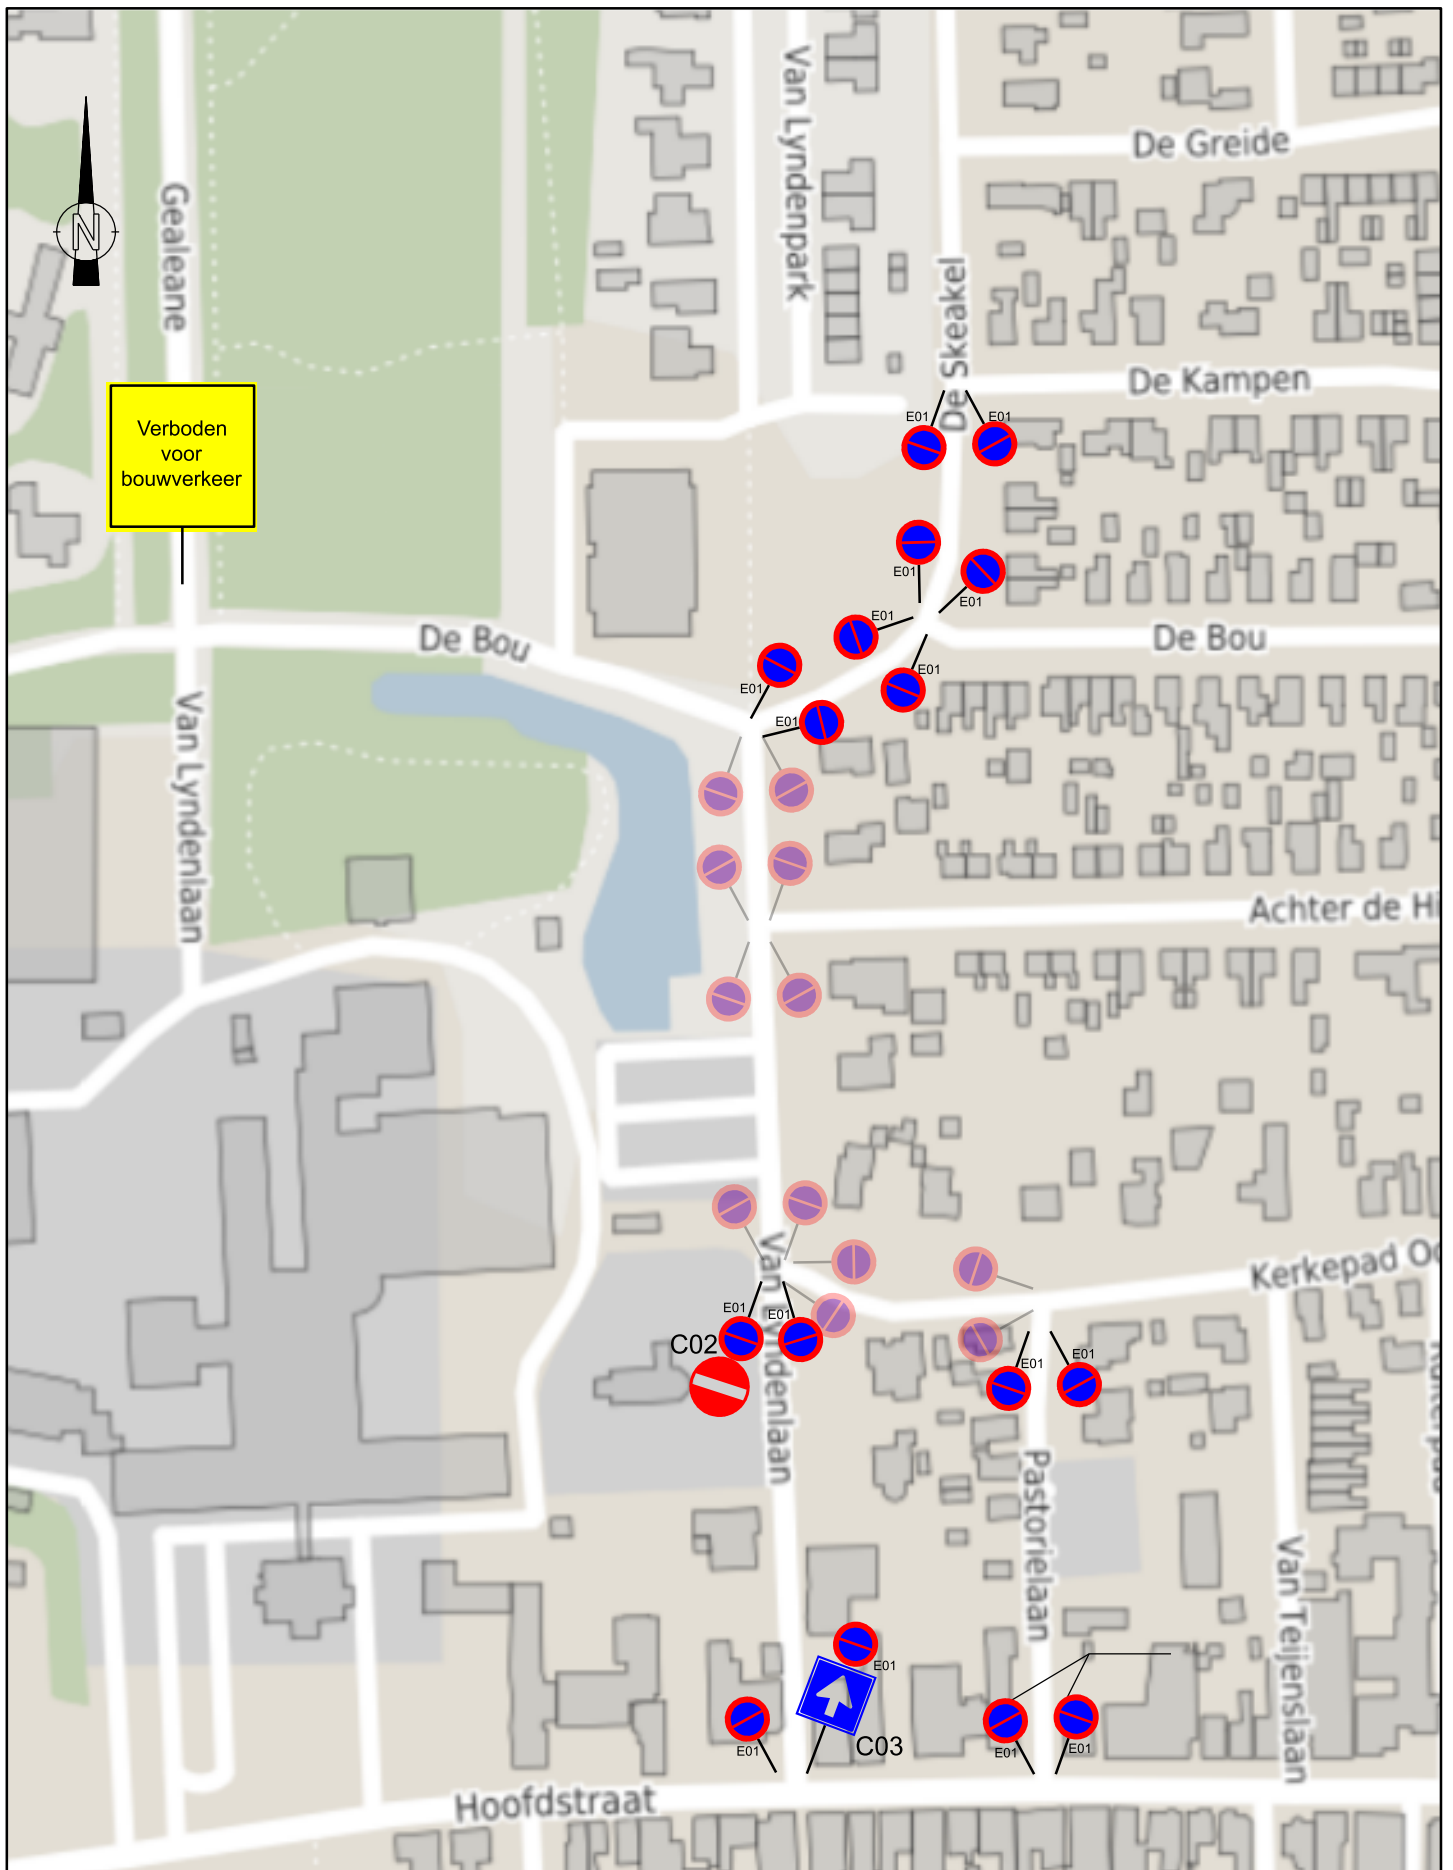 Van Lyndenpark
De Greide
Gealeane
N
De Skeakel
De Kampen
E01
E01
Verboden
voor
bouwverkeer
E01
E01
E01
De Bou
De Bou
E01
E01
E01
Van Lyndenlaan
Achter de Hi
Kerkepad Oo
Van Lyndenlaan
E01
E01
C02
E01
E01
Pastorielaan
Van Teijenslaan
E01
C03
E01
E01
E01
Hoofdstraat